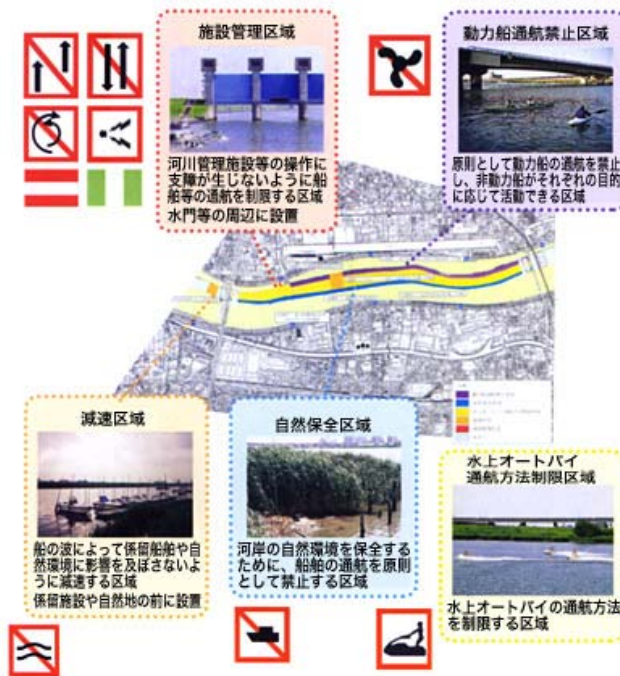 施設管理区域
河川管理施設等の操作に
支障が生じないように船
舶等の通航を制限する区域
水門等の周辺に設置
動力船通航禁止区域
原則として動力船の通航を禁止
し、非動力船がそれぞれの目的
に応じて活動できる区域
減速区域
船の波によって係留船舶や自
然環境に影響を及ぼさないよ
うに減速する区域
係留施設や自然地の前に設置
自然保全区域
河岸の自然環境を保全する
ために、船舶の通航を原則
として禁止する区域
水上オートバイ
通航方法制限区域
水上オートバイの通航方法
を制限する区域